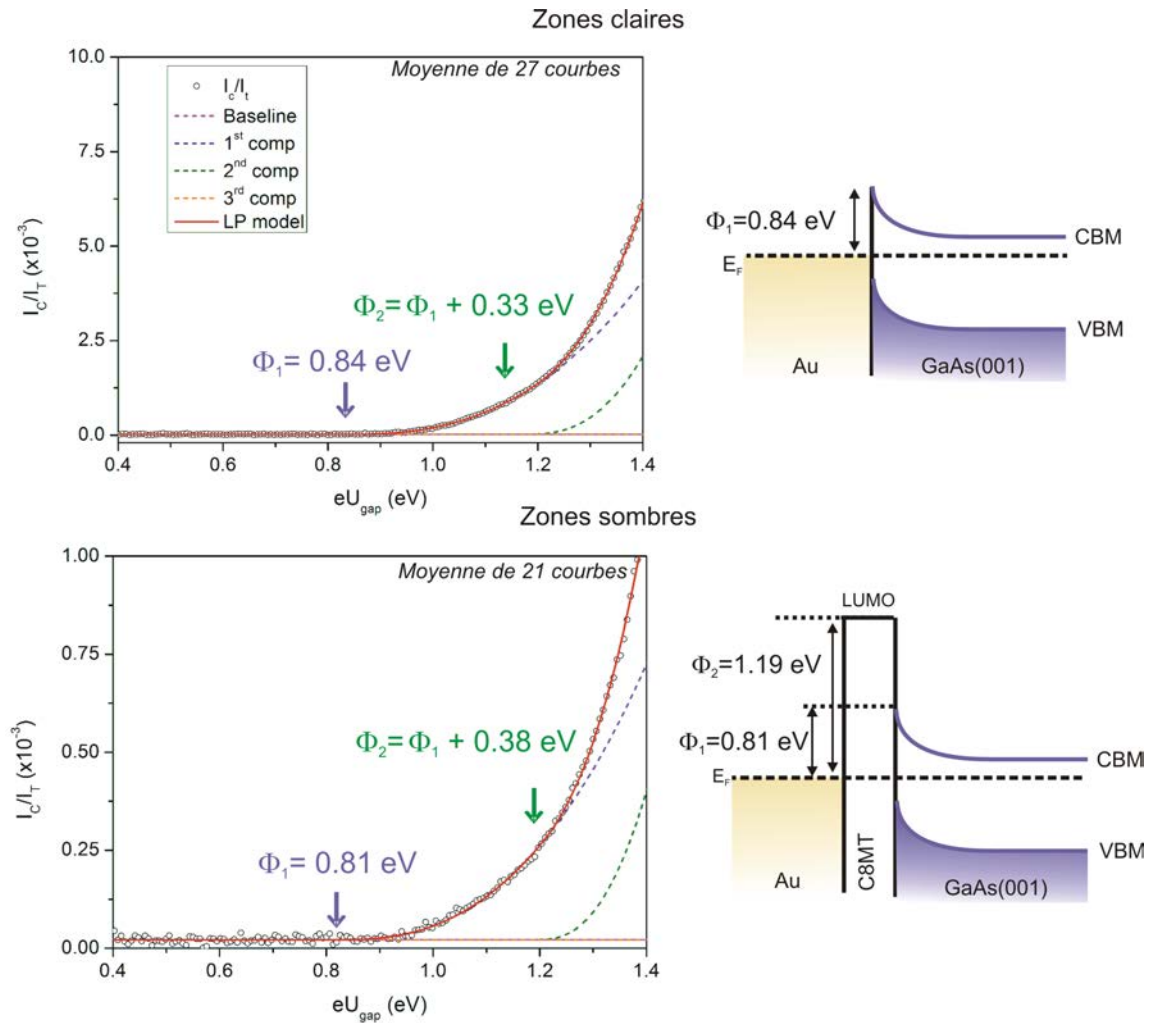 Zones claires
Moyenne de 27 courbes
I_c/I_t
Baseline
1st comp
2nd comp
3rd comp
LP model
10.0
7.5
5.0
2.5
0.0
I_C/I_T (x10⁻³)
Φ₂= Φ₁ + 0.33 eV
Φ₁= 0.84 eV
0.4 0.6 0.8 1.0 1.2 1.4
eU_gap (eV)
Φ₁=0.84 eV
E_F
CBM
VBM
Au
GaAs(001)
Zones sombres
Moyenne de 21 courbes
1.00
0.75
0.50
0.25
0.00
I_C/I_T (x10⁻³)
Φ₂= Φ₁ + 0.38 eV
Φ₁= 0.81 eV
0.4 0.6 0.8 1.0 1.2 1.4
eU_gap (eV)
LUMO
Φ₂=1.19 eV
Φ₁=0.81 eV
E_F
CBM
VBM
Au
C8MT
GaAs(001)